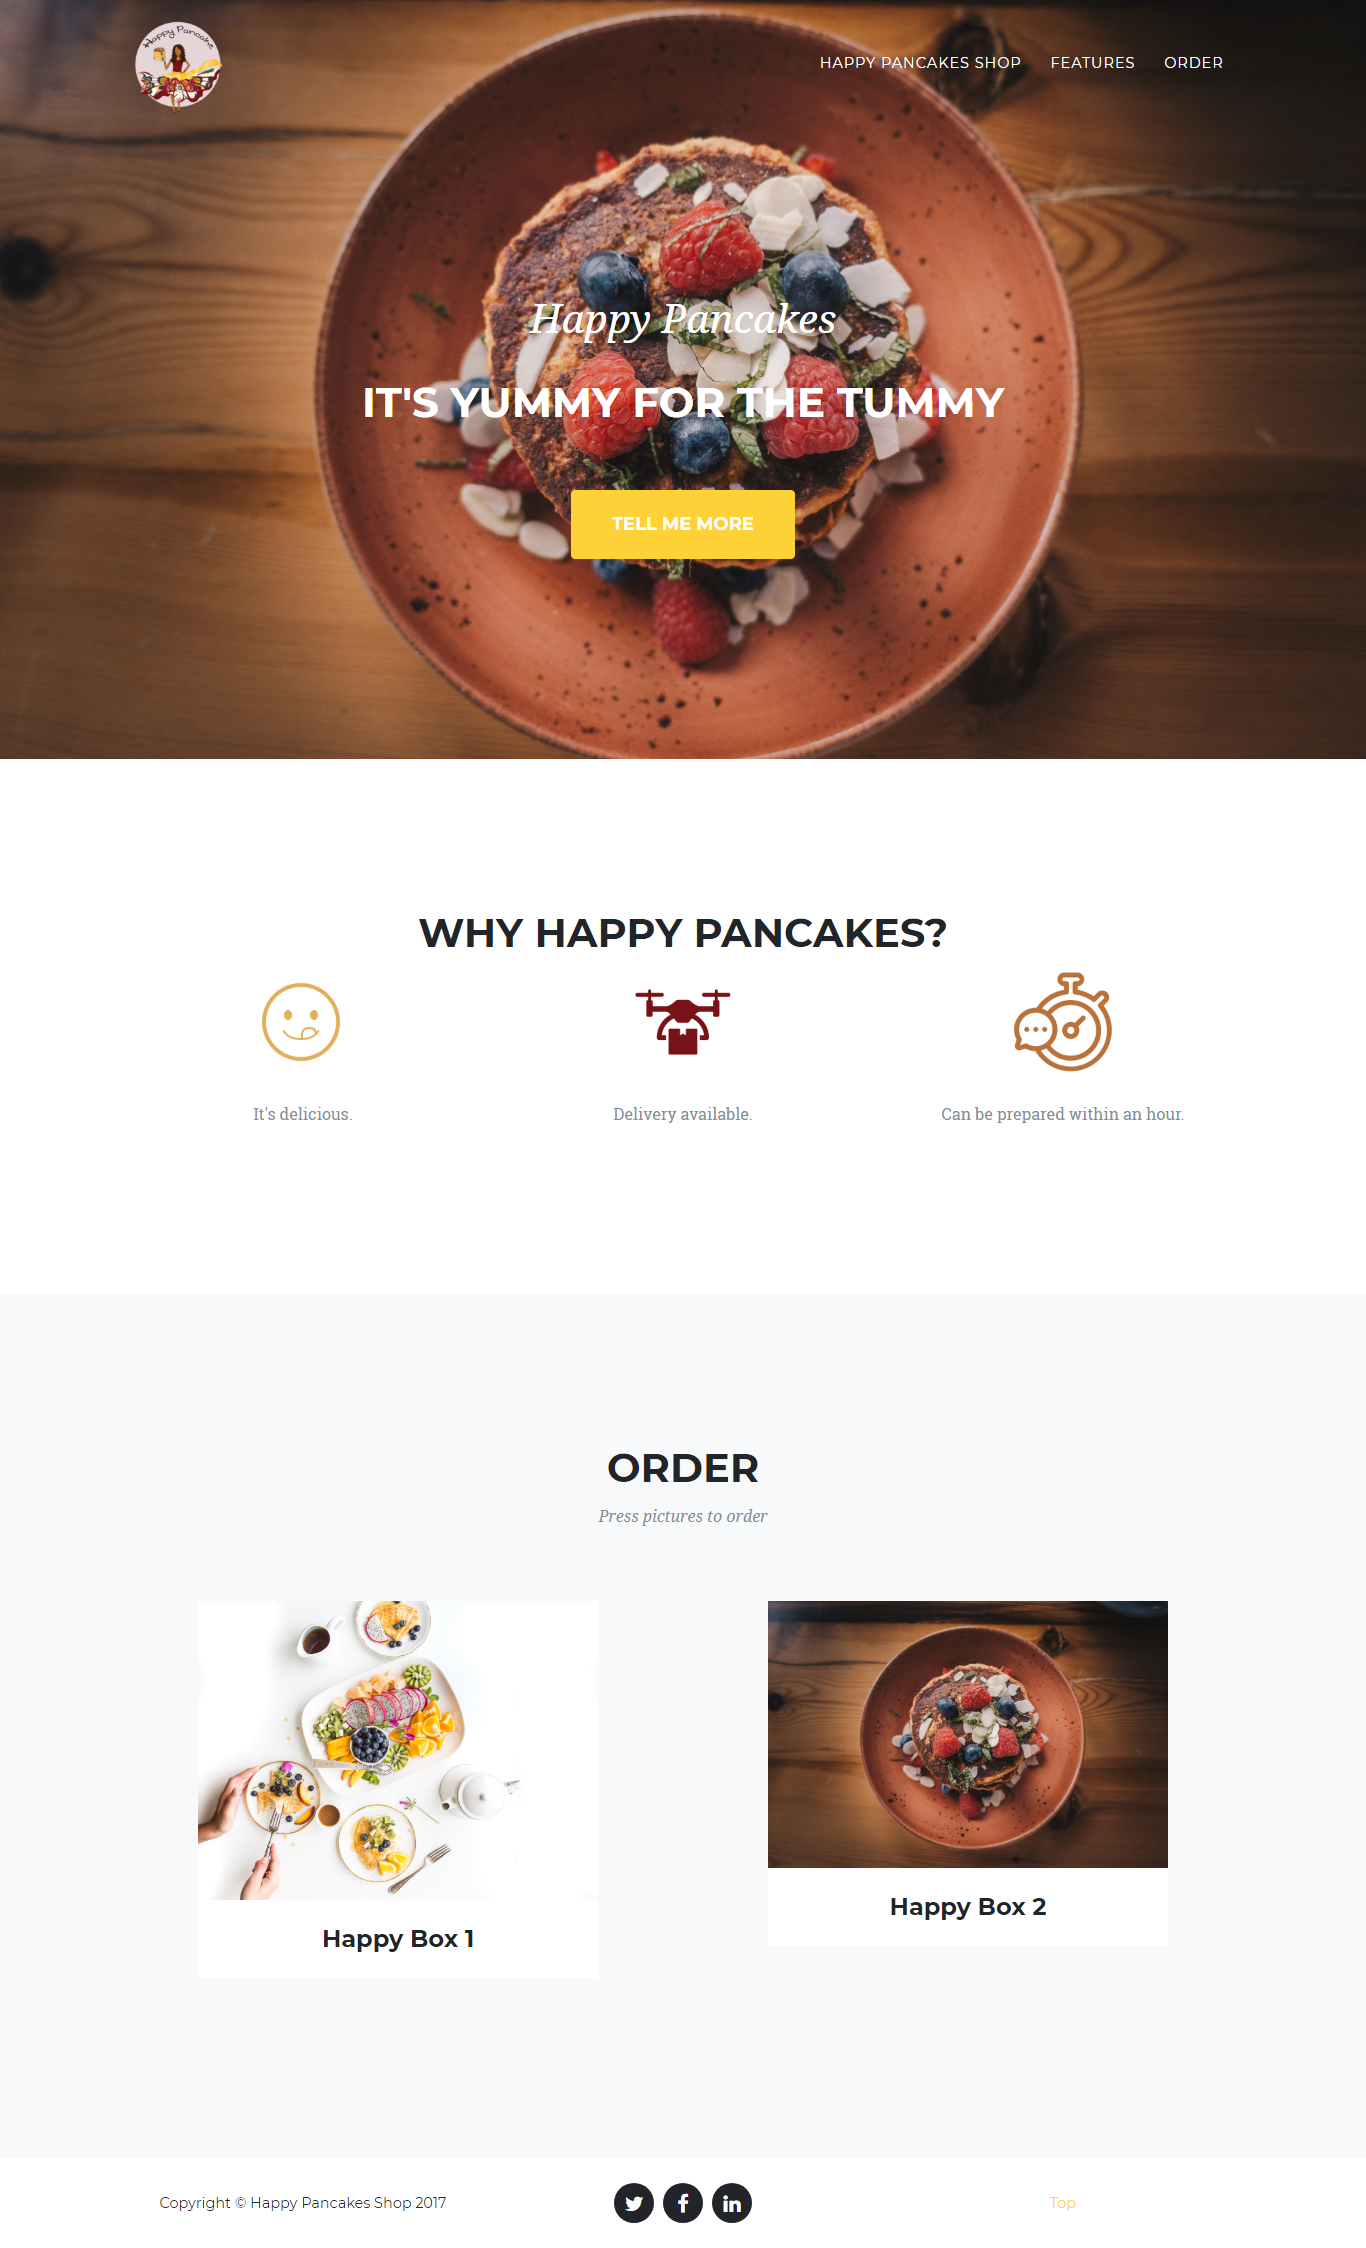 Happy Pancake
HAPPY PANCAKES SHOP FEATURES ORDER
Happy Pancakes
IT'S YUMMY FOR THE TUMMY
TELL ME MORE
WHY HAPPY PANCAKES?
It's delicious.
Delivery available.
Can be prepared within an hour.
ORDER
Press pictures to order
Happy Box 1
Happy Box 2
Copyright © Happy Pancakes Shop 2017
Top